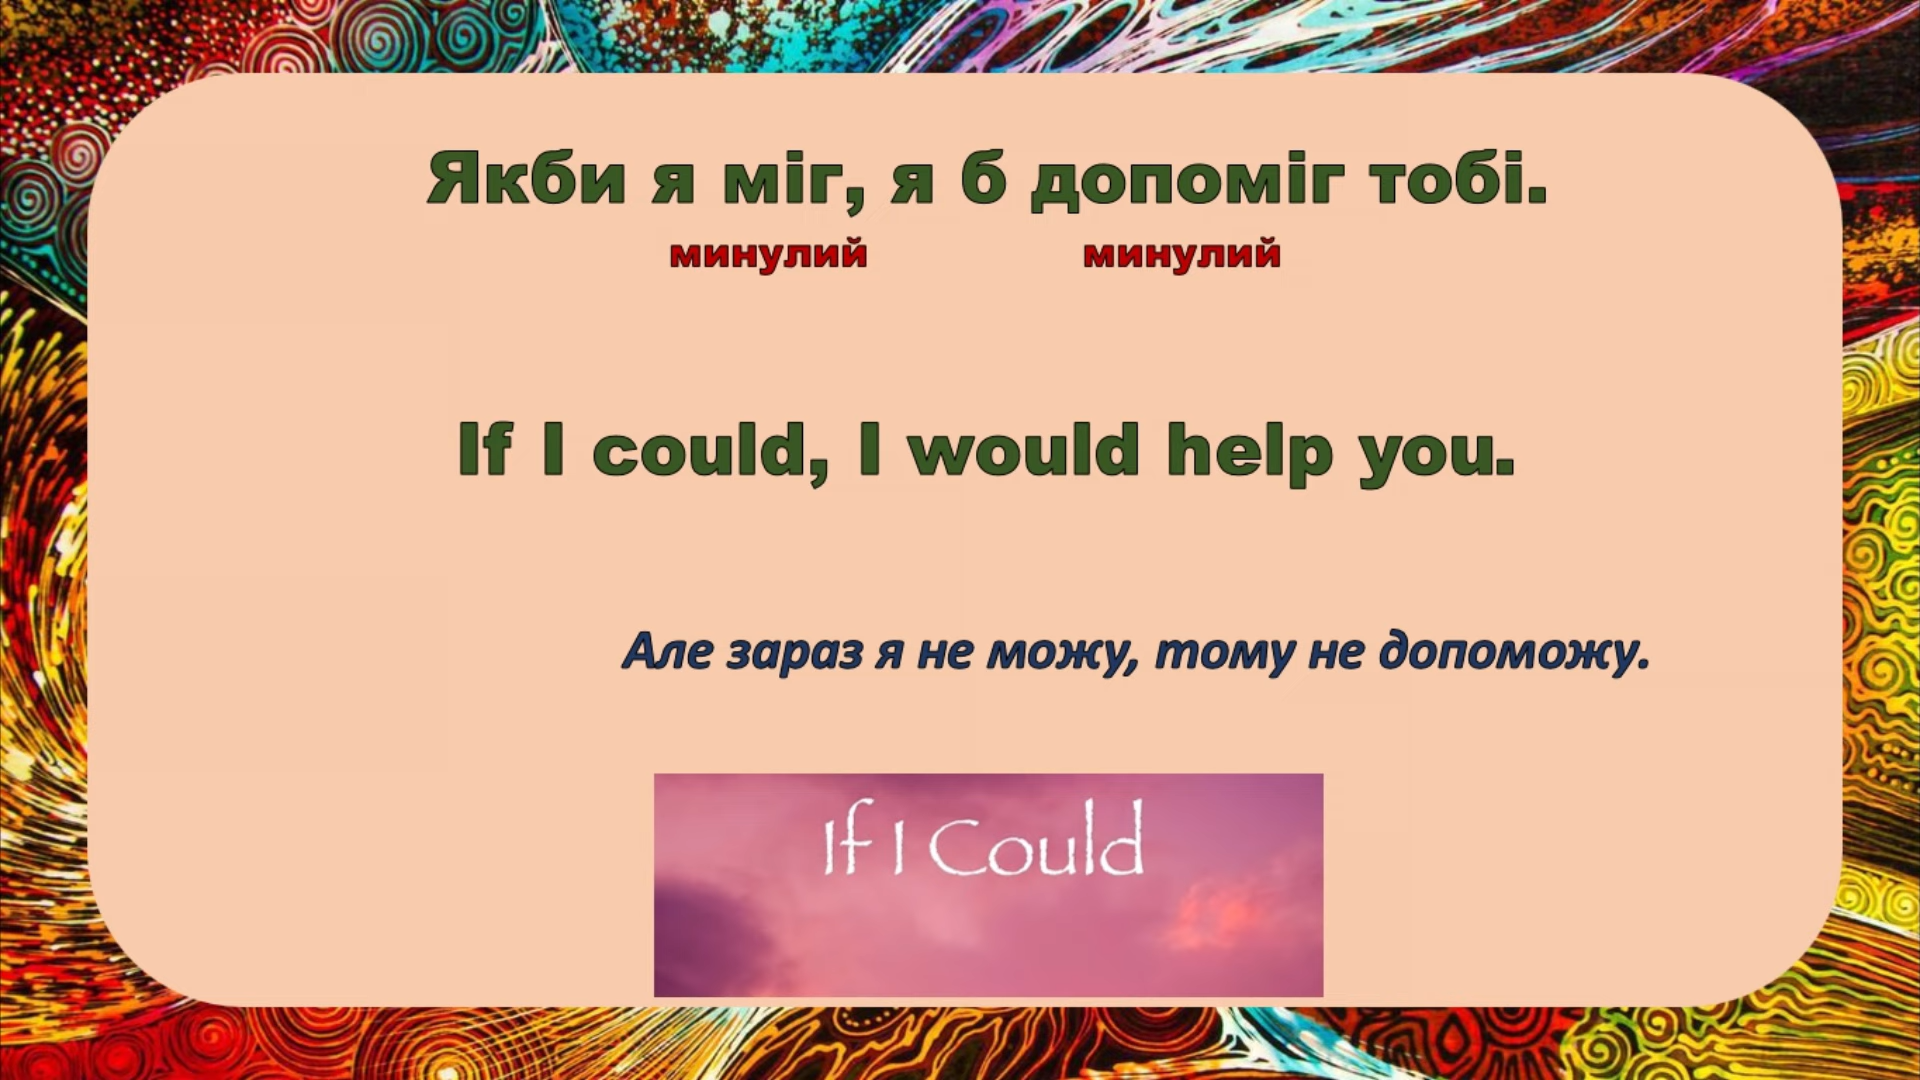 Якби я міг, я б допоміг тобі.
минулий минулий
If I could, I would help you.
Але зараз я не можу, тому не допоможу.
If I Could